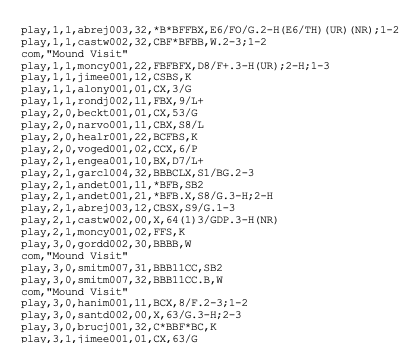 play,1,1,abrej003,32,*B*BFFBX,E6/FO/G.2-H(E6/TH)(UR)(NR);1-2
play,1,1,castw002,32,CBF*BFBB,W.2-3;1-2
com,"Mound Visit"
play,1,1,moncy001,22,FBFBFX,D8/F+.3-H(UR);2-H;1-3
play,1,1,jimee001,12,CSBS,K
play,1,1,alony001,01,CX,3/G
play,1,1,rondj002,11,FBX,9/L+
play,2,0,beckt001,01,CX,53/G
play,2,0,narvo001,11,CBX,S8/L
play,2,0,healr001,22,BCFBS,K
play,2,0,voged001,02,CCX,6/P
play,2,1,engea001,10,BX,D7/L+
play,2,1,garcl004,32,BBBCLX,S1/BG.2-3
play,2,1,andet001,11,*BFB,SB2
play,2,1,andet001,21,*BFB.X,S8/G.3-H;2-H
play,2,1,abrej003,12,CBSX,S9/G.1-3
play,2,1,castw002,00,X,64(1)3/GDP.3-H(NR)
play,2,1,moncy001,02,FFS,K
play,3,0,gordd002,30,BBBB,W
com,"Mound Visit"
play,3,0,smitm007,31,BBB11CC,SB2
play,3,0,smitm007,32,BBB11CC.B,W
com,"Mound Visit"
play,3,0,hanim001,11,BCX,8/F.2-3;1-2
play,3,0,santd002,00,X,63/G.3-H;2-3
play,3,0,brucj001,32,C*BBF*BC,K
play,3,1,jimee001,01,CX,63/G